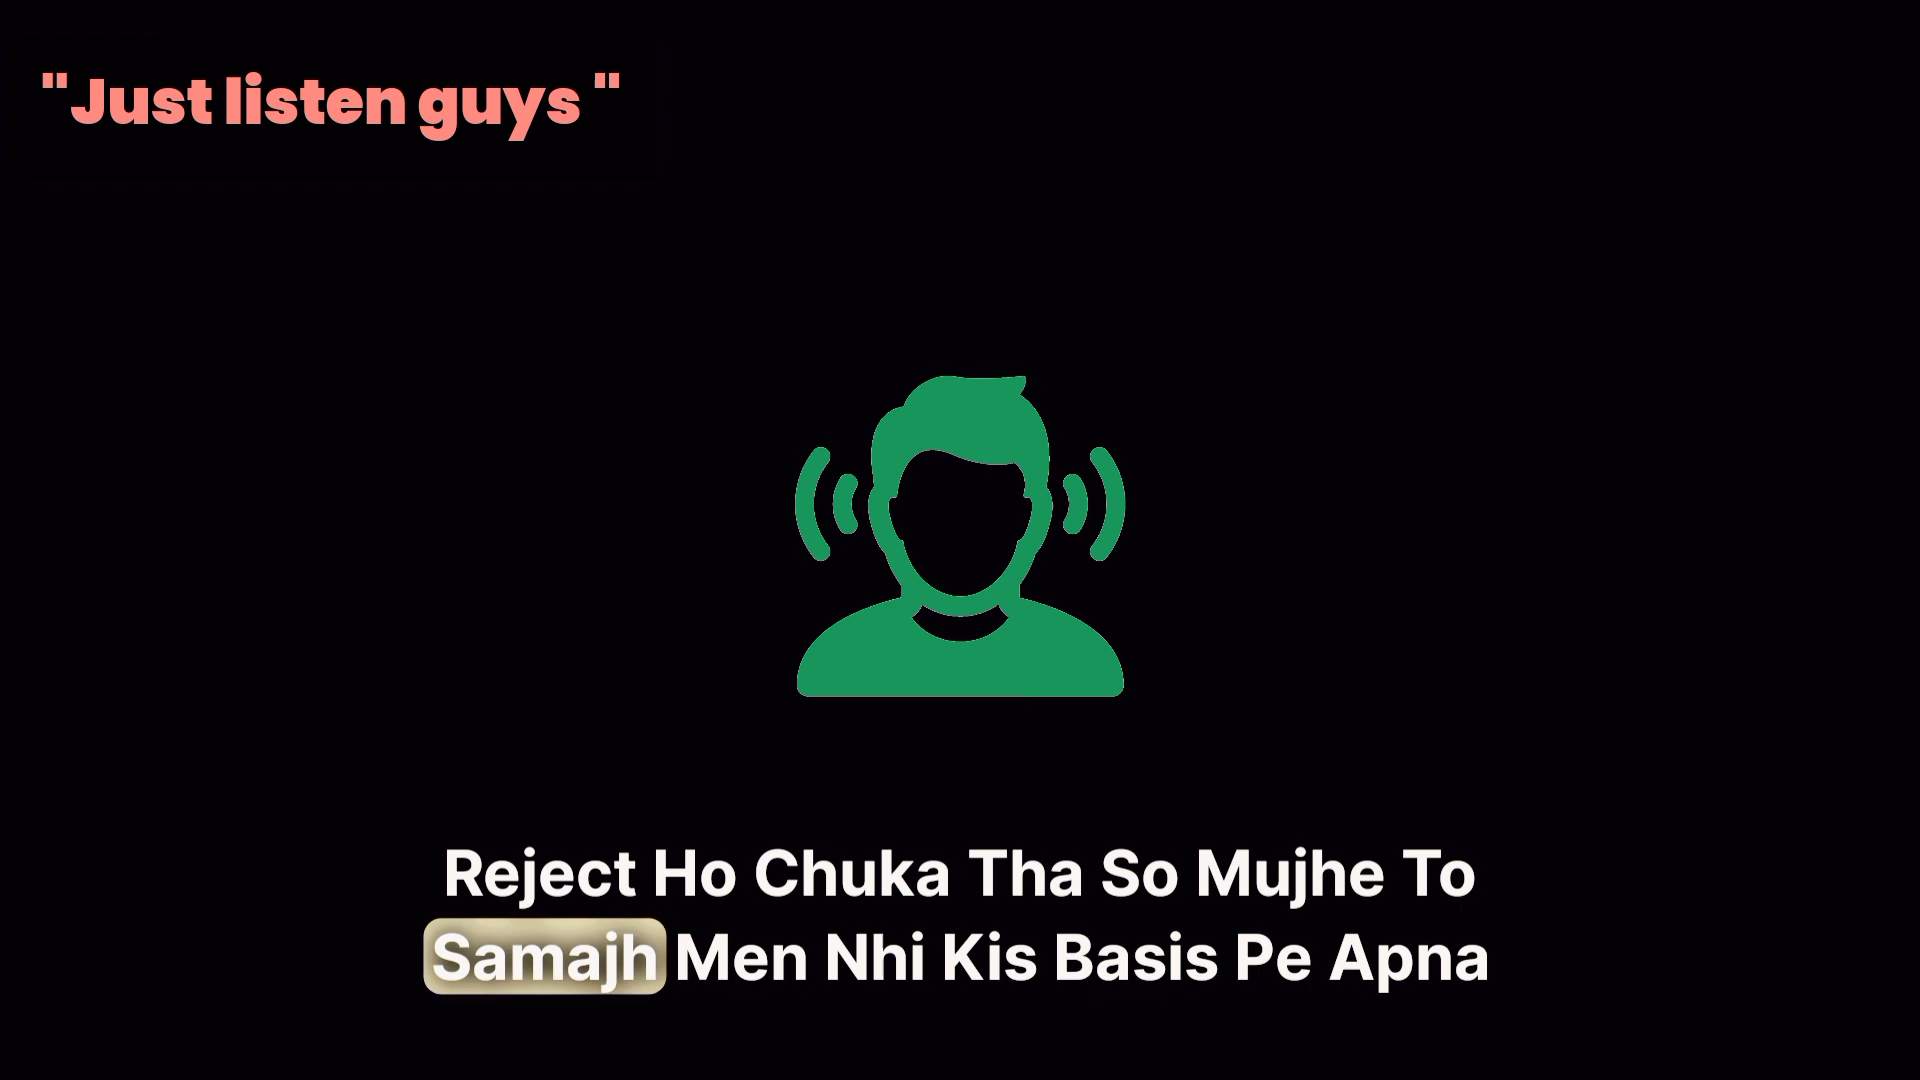 "Just listen guys "
Reject Ho Chuka Tha So Mujhe To
Samajh Men Nhi Kis Basis Pe Apna